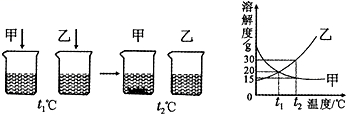 甲 乙 甲 乙
t₁℃ t₂℃
溶解度/g
乙
30
20
15
甲
0 t₁ t₂ 温度/℃